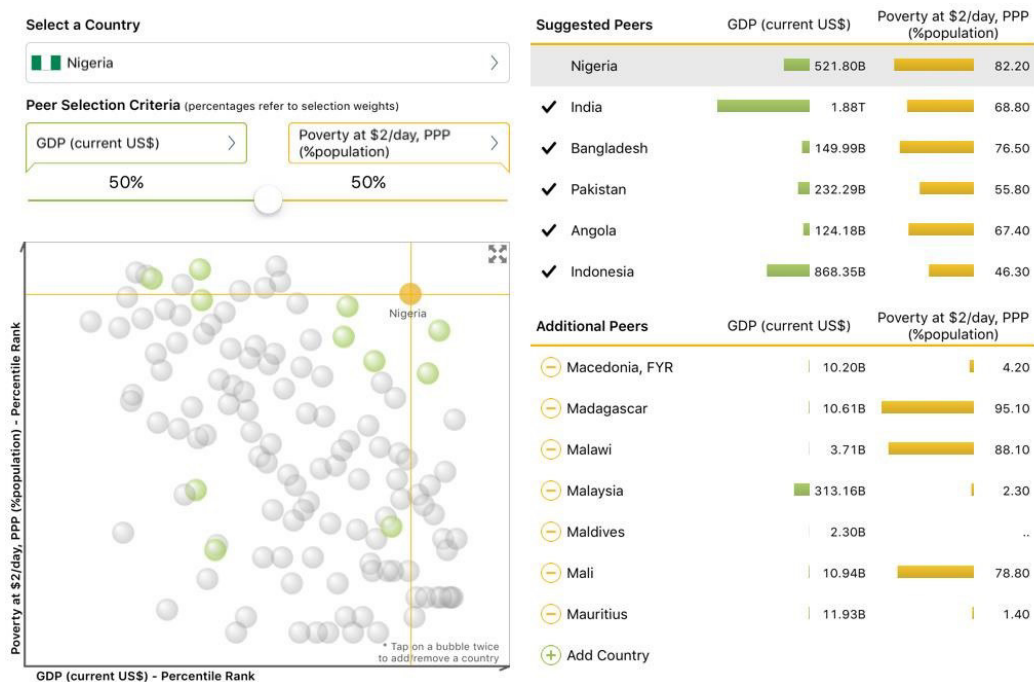 Select a Country
Nigeria
Peer Selection Criteria (percentages refer to selection weights)
GDP (current US$)
Poverty at $2/day, PPP
(%population)
50%
50%
Poverty at $2/day, PPP (%population) - Percentile Rank
Nigeria
* Tap on a bubble twice
to add/remove a country
GDP (current US$) - Percentile Rank
Suggested Peers GDP (current US$) Poverty at $2/day, PPP
(%population)
Nigeria 521.80B 82.20
India 1.88T 68.80
Bangladesh 149.99B 76.50
Pakistan 232.29B 55.80
Angola 124.18B 67.40
Indonesia 868.35B 46.30
Additional Peers GDP (current US$) Poverty at $2/day, PPP
(%population)
Macedonia, FYR 10.20B 4.20
Madagascar 10.61B 95.10
Malawi 3.71B 88.10
Malaysia 313.16B 2.30
Maldives 2.30B ..
Mali 10.94B 78.80
Mauritius 11.93B 1.40
Add Country